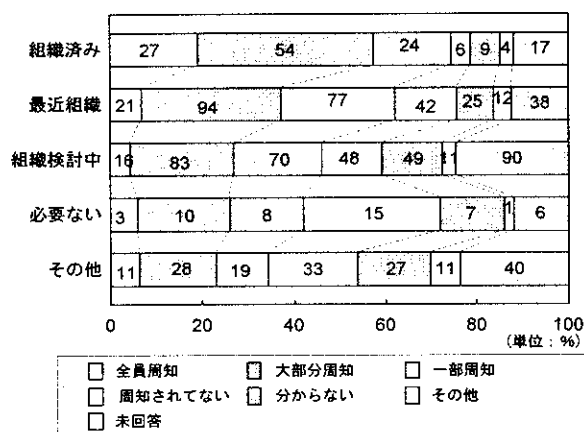 組織済み 27 54 24 6 9 4 17
最近組織 21 94 77 42 25 12 38
組織検討中 16 83 70 48 49 11 90
必要ない 3 10 8 15 7 1 6
その他 11 28 19 33 27 11 40
0 20 40 60 80 100
(単位：%)
全員周知 大部分周知 一部周知
周知されてない 分からない その他
未回答